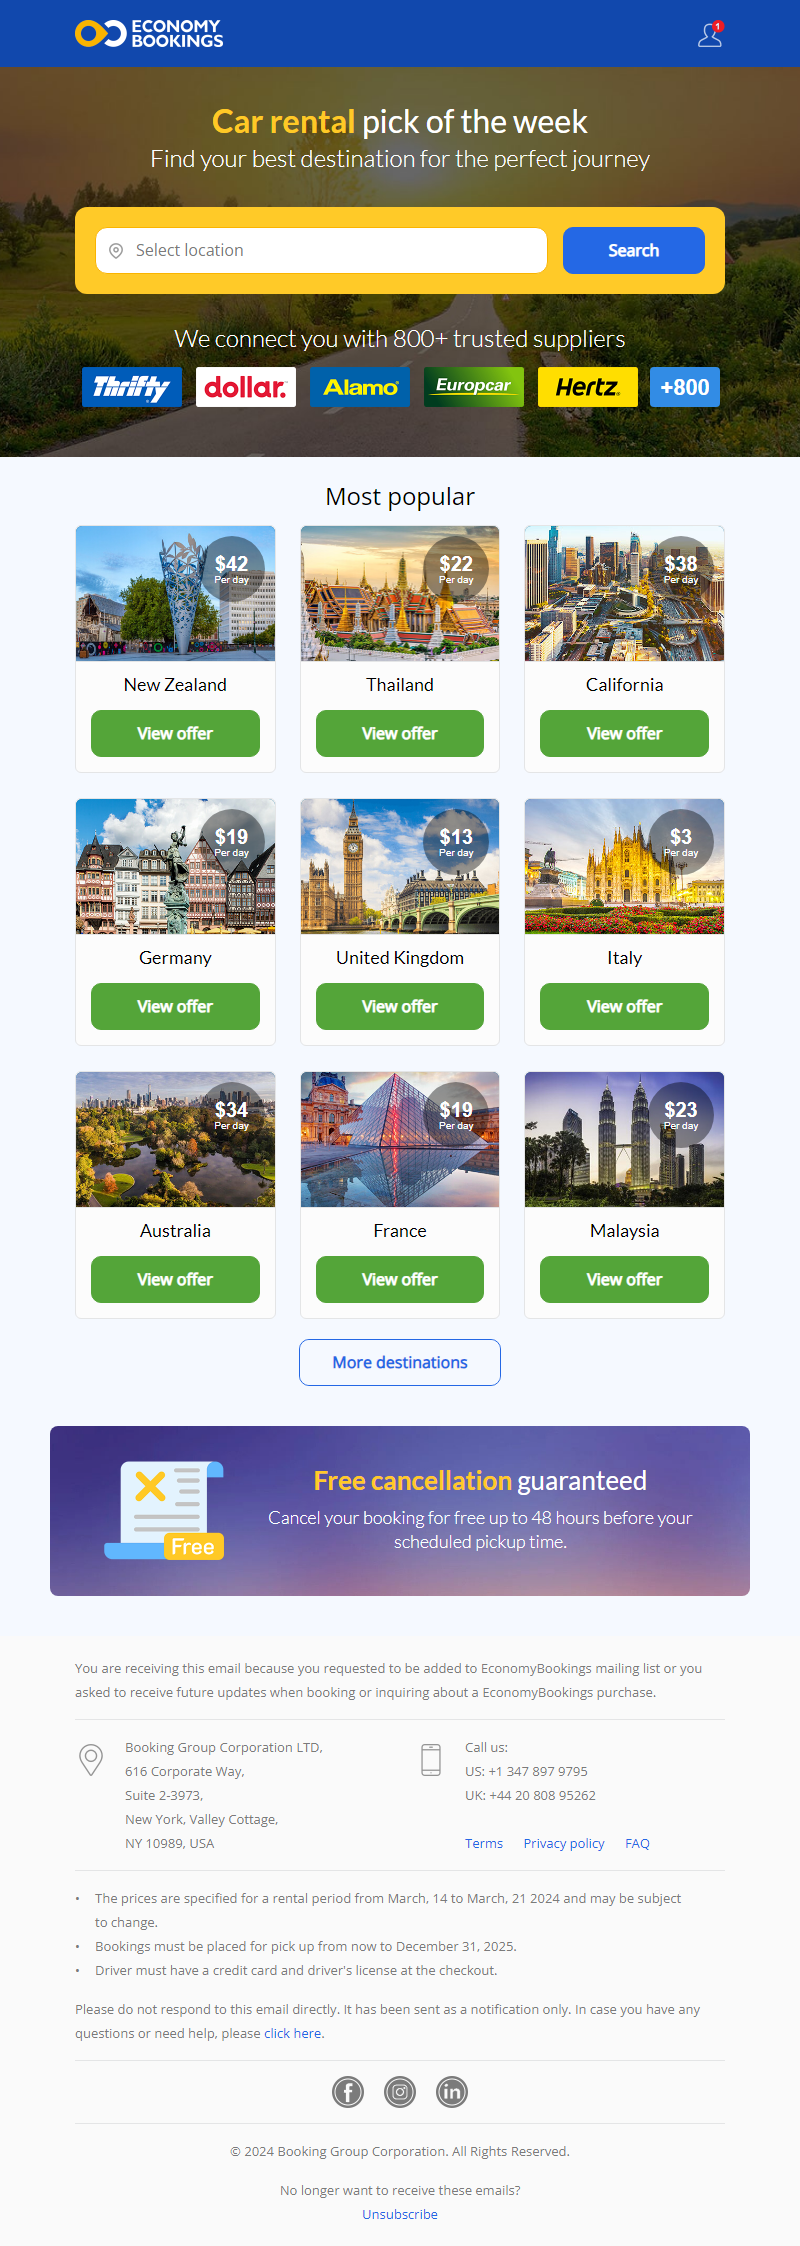 ECONOMY
BOOKINGS
1
Car rental pick of the week
Find your best destination for the perfect journey
Select location
Search
We connect you with 800+ trusted suppliers
Thrifty
dollar.
Alamo
Europcar
Hertz
+800
Most popular
$42
Per day
$22
Per day
$38
Per day
New Zealand
Thailand
California
View offer
View offer
View offer
$19
Per day
$13
Per day
$3
Per day
Germany
United Kingdom
Italy
View offer
View offer
View offer
$34
Per day
$19
Per day
$23
Per day
Australia
France
Malaysia
View offer
View offer
View offer
More destinations
Free cancellation guaranteed
Cancel your booking for free up to 48 hours before your
scheduled pickup time.
Free
You are receiving this email because you requested to be added to EconomyBookings mailing list or you
asked to receive future updates when booking or inquiring about a EconomyBookings purchase.
Booking Group Corporation LTD,
616 Corporate Way,
Suite 2-3973,
New York, Valley Cottage,
NY 10989, USA
Call us:
US: +1 347 897 9795
UK: +44 20 808 95262
Terms Privacy policy FAQ
• The prices are specified for a rental period from March, 14 to March, 21 2024 and may be subject
to change.
• Bookings must be placed for pick up from now to December 31, 2025.
• Driver must have a credit card and driver's license at the checkout.
Please do not respond to this email directly. It has been sent as a notification only. In case you have any
questions or need help, please click here.
© 2024 Booking Group Corporation. All Rights Reserved.
No longer want to receive these emails?
Unsubscribe